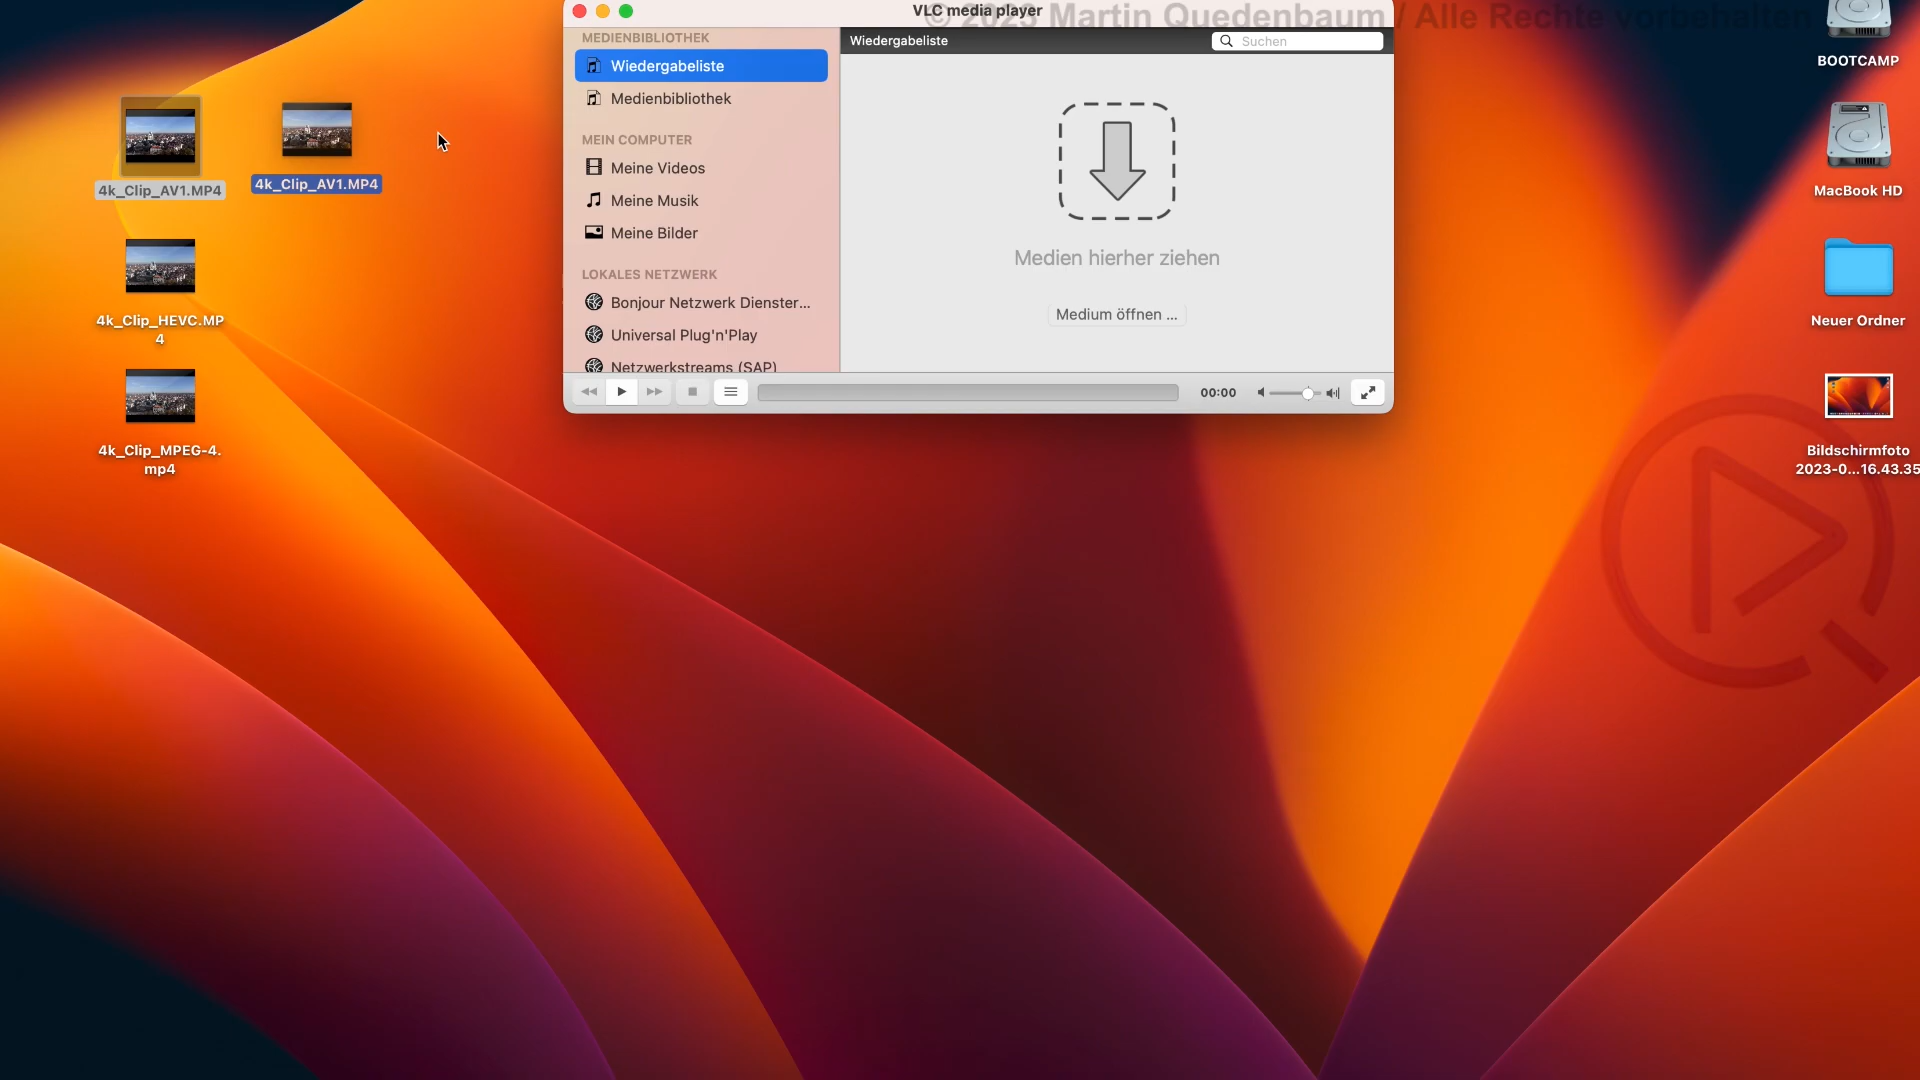 VLC media player
© 2023 Martin Quedenbaum / Alle Rechte vorbehalten
MEDIENBIBLIOTHEK
Wiedergabeliste
Medienbibliothek
MEIN COMPUTER
Meine Videos
Meine Musik
Meine Bilder
LOKALES NETZWERK
Bonjour Netzwerk Dienster...
Universal Plug'n'Play
Netzwerkstreams (SAP)
Wiedergabeliste
Suchen
Medien hierher ziehen
Medium öffnen ...
00:00
4k_Clip_AV1.MP4
4k_Clip_AV1.MP4
4k_Clip_HEVC.MP
4
4k_Clip_MPEG-4.
mp4
BOOTCAMP
MacBook HD
Neuer Ordner
Bildschirmfoto
2023-0...16.43.35